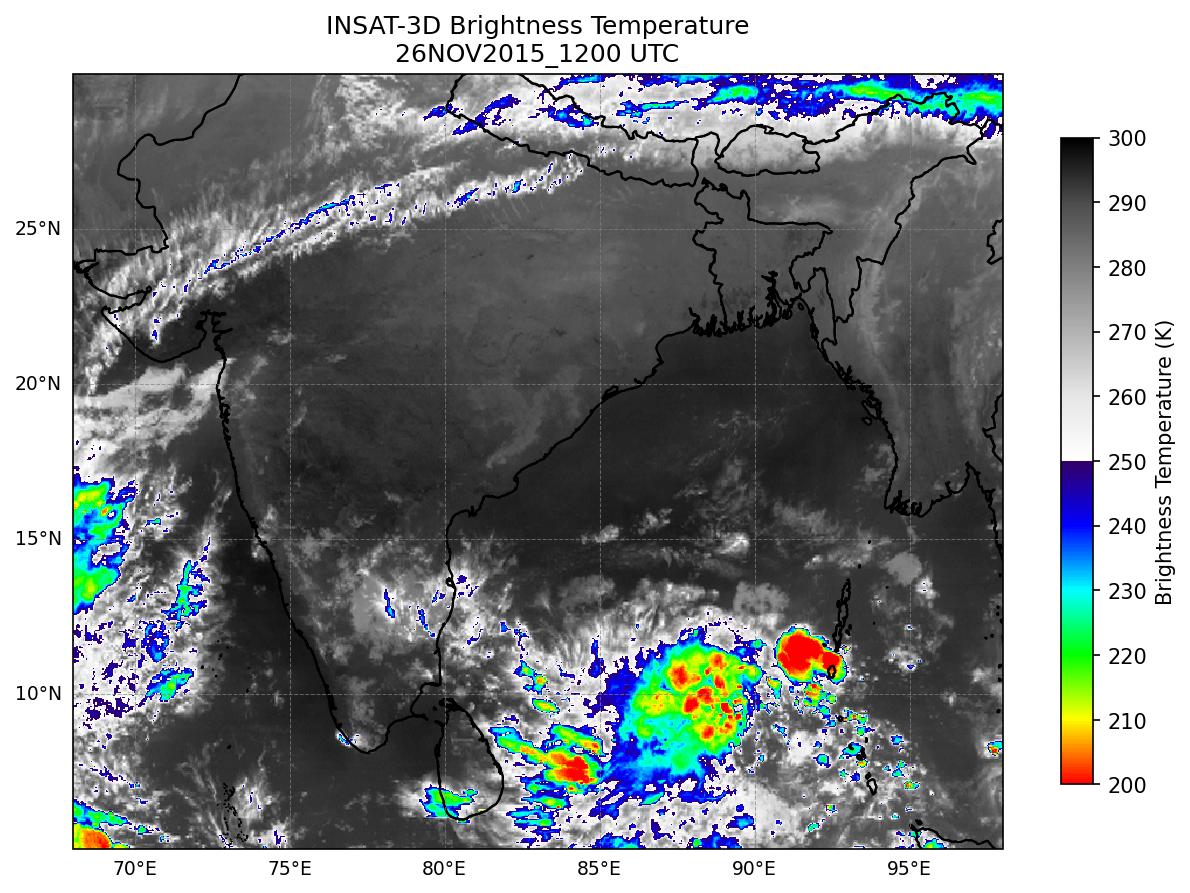 INSAT-3D Brightness Temperature
26NOV2015_1200 UTC
25°N
20°N
15°N
10°N
70°E
75°E
80°E
85°E
90°E
95°E
300
290
280
270
260
250
240
230
220
210
200
Brightness Temperature (K)